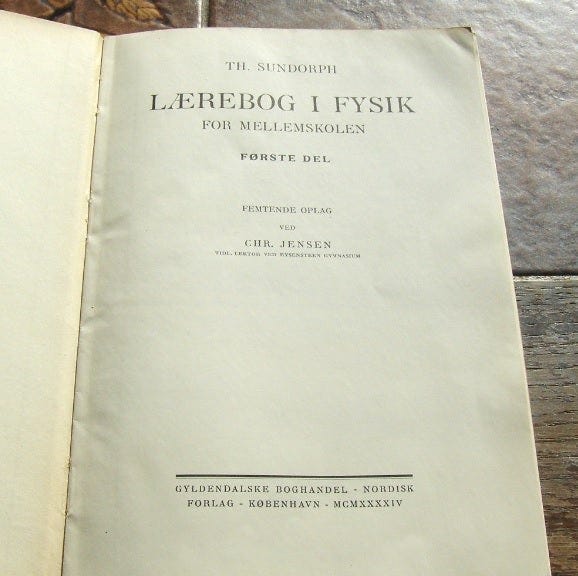 TH. SUNDORPH
LÆREBOG I FYSIK
FOR MELLEMSKOLEN
FØRSTE DEL
FEMTENDE OPLAG
VED
CHR. JENSEN
VIDL. LEKTOR VED RYSENSTEEN GYMNASIUM
GYLDENDALSKE BOGHANDEL - NORDISK
FORLAG - KØBENHAVN - MCMXXXXIV